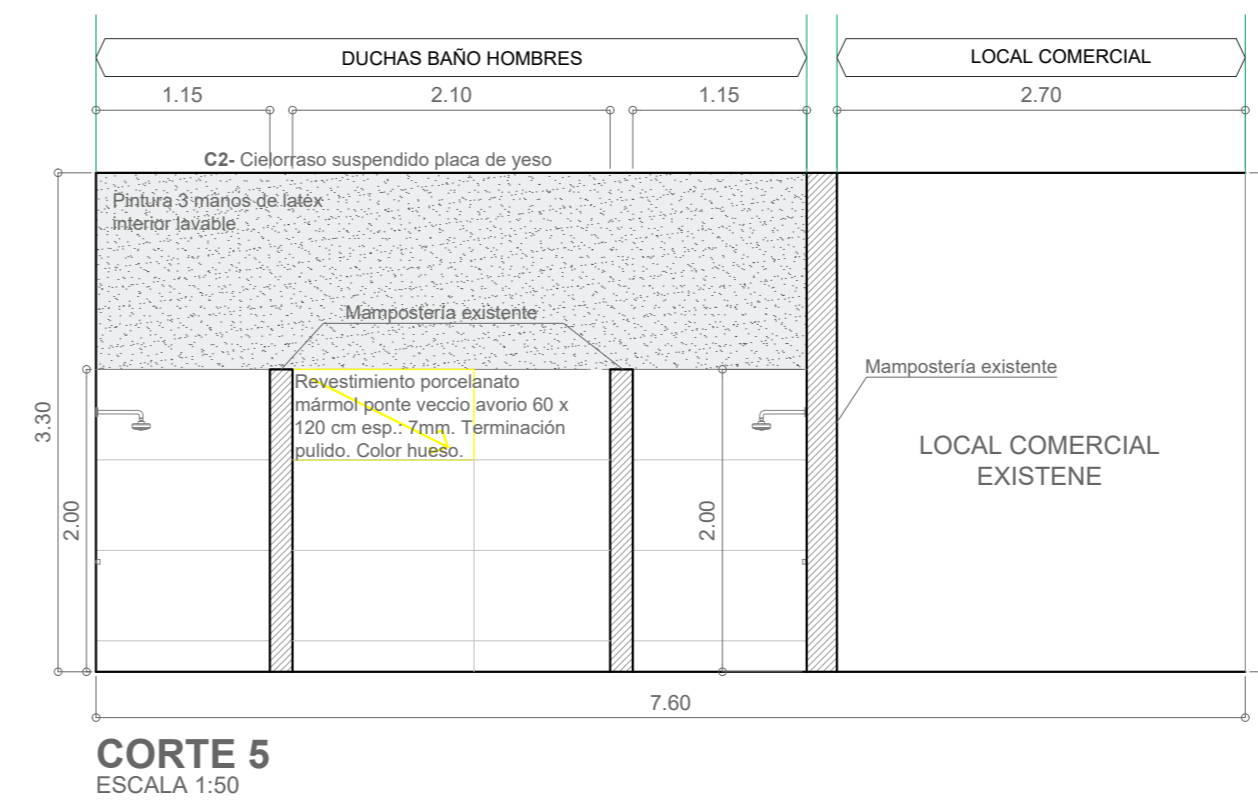 DUCHAS BAÑO HOMBRES
LOCAL COMERCIAL
1.15
2.10
1.15
2.70
C2- Cielorraso suspendido placa de yeso
Pintura 3 manos de latéx
interior lavable
Mampostería existente
Revestimiento porcelanato
mármol ponte veccio avorio 60 x
120 cm esp.: 7mm. Terminación
pulido. Color hueso.
Mampostería existente
LOCAL COMERCIAL
EXISTENE
3.30
2.00
2.00
7.60
CORTE 5
ESCALA 1:50